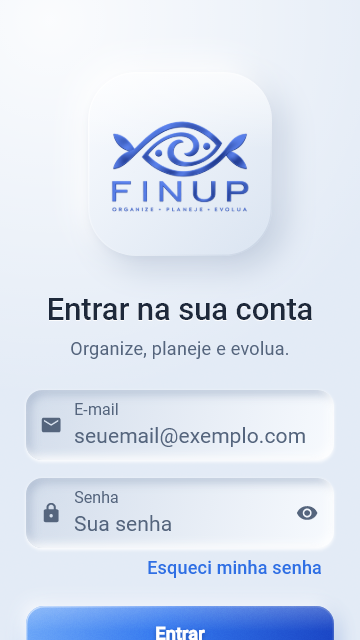 FINUP
ORGANIZE • PLANEJE • EVOLUA
Entrar na sua conta
Organize, planeje e evolua.
E-mail
seuemail@exemplo.com
Senha
Sua senha
Esqueci minha senha
Entrar